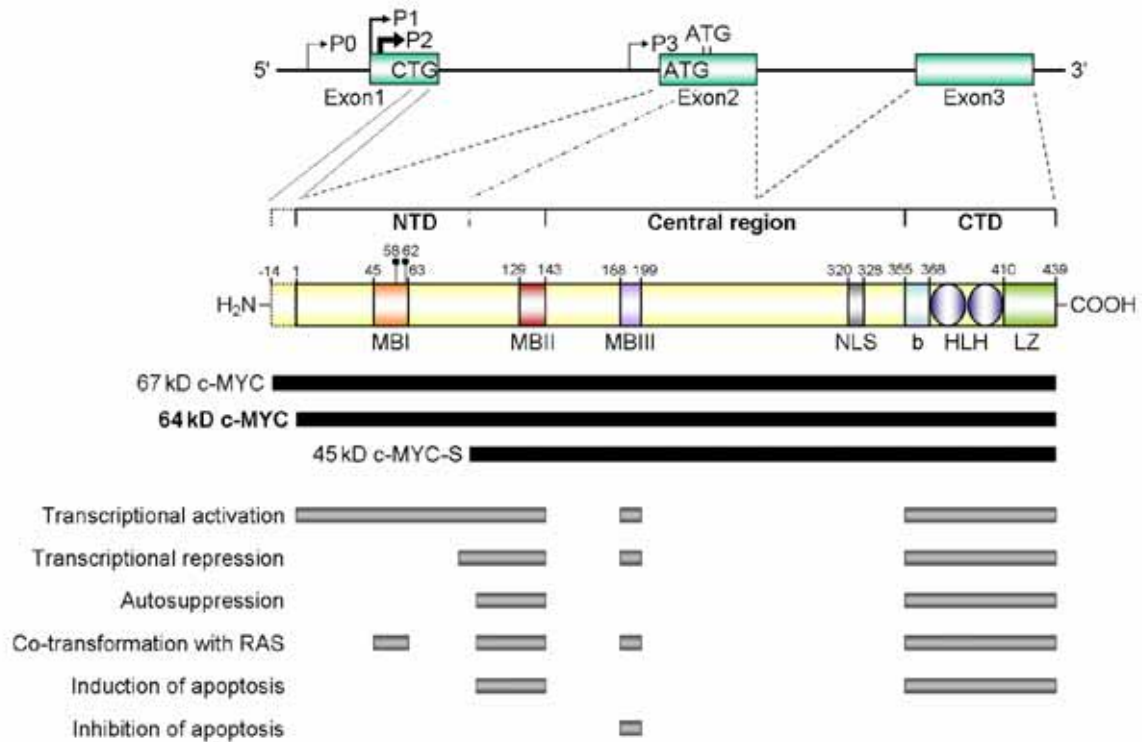 P0 P1 P2 P3 ATG
5' CTG ATG 3'
Exon1 Exon2 Exon3
NTD Central region CTD
58 62
-14 1 45 63 129 143 168 199 320 328 355 368 410 439
H₂N COOH
MBI MBII MBIII NLS b HLH LZ
67 kD c-MYC
64 kD c-MYC
45 kD c-MYC-S
Transcriptional activation
Transcriptional repression
Autosuppression
Co-transformation with RAS
Induction of apoptosis
Inhibition of apoptosis